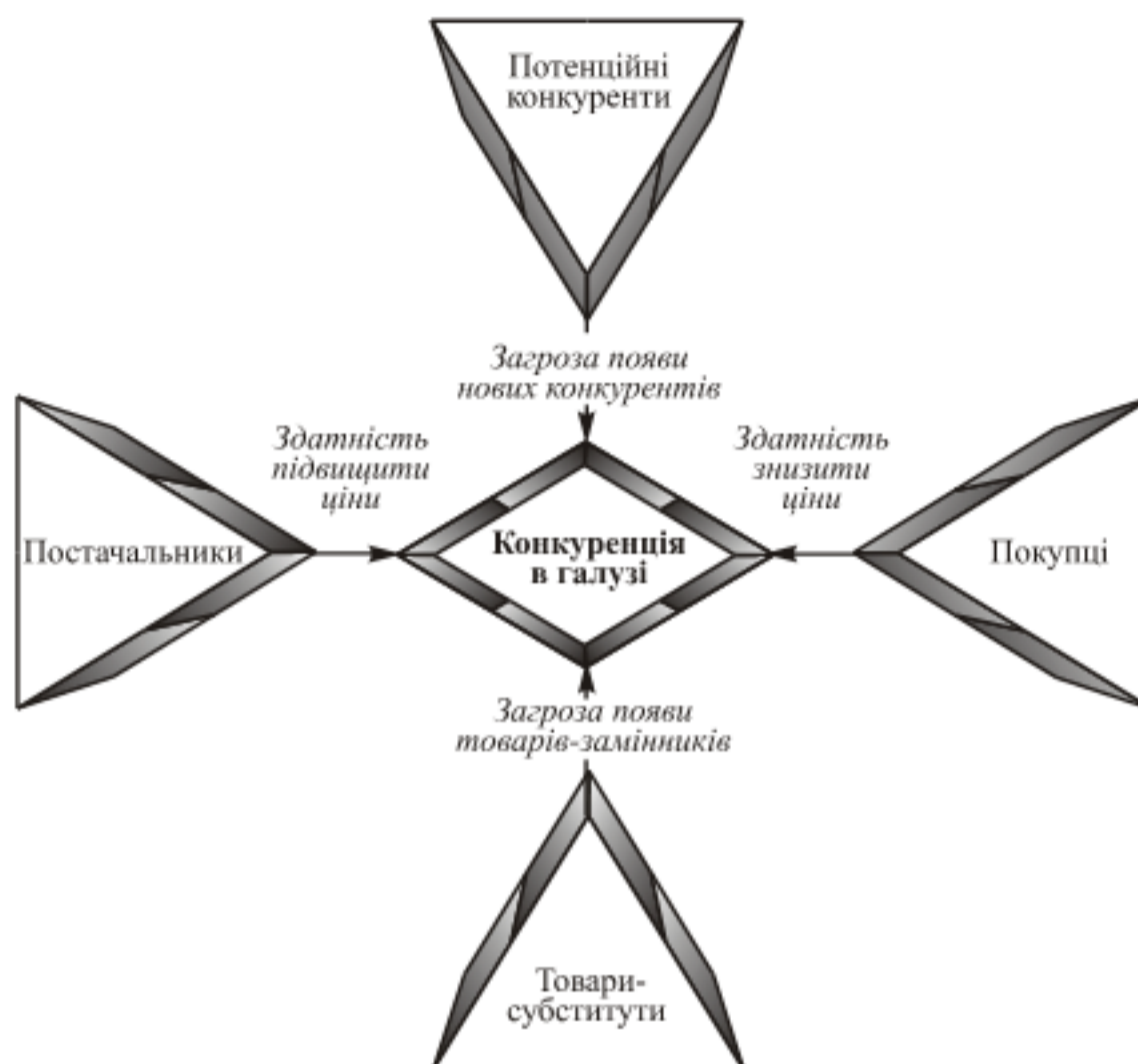 Потенційні
конкуренти
Загроза появи
нових конкурентів
Здатність
підвищити
ціни
Здатність
знизити
ціни
Постачальники
Конкуренція
в галузі
Покупці
Загроза появи
товарів-замінників
Товари-
субститути